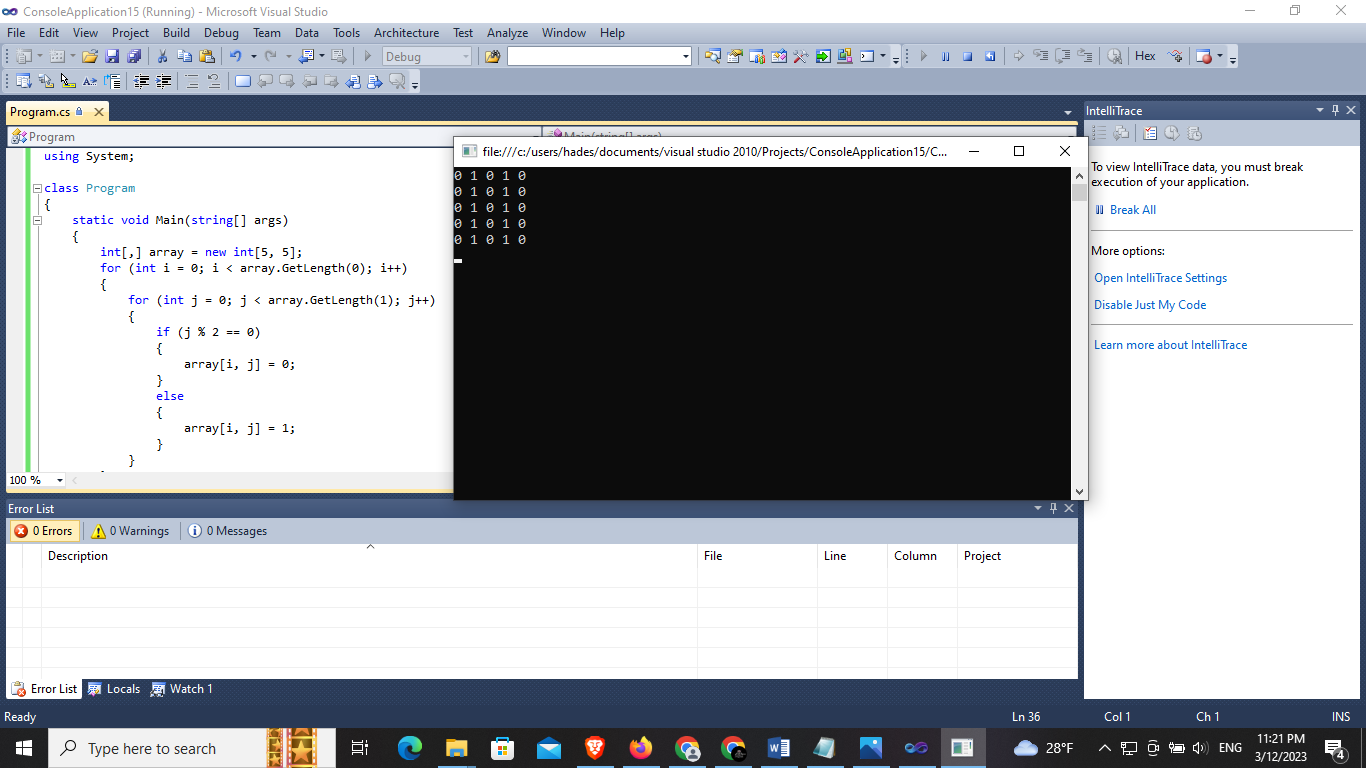 ConsoleApplication15 (Running) - Microsoft Visual Studio
File Edit View Project Build Debug Team Data Tools Architecture Test Analyze Window Help
Debug
Hex
Program.cs
Program
Main(string[] args)
using System;
class Program
{
static void Main(string[] args)
{
int[,] array = new int[5, 5];
for (int i = 0; i < array.GetLength(0); i++)
{
for (int j = 0; j < array.GetLength(1); j++)
{
if (j % 2 == 0)
{
array[i, j] = 0;
}
else
{
array[i, j] = 1;
}
}
100 %
file:///c:/users/hades/documents/visual studio 2010/Projects/ConsoleApplication15/C...
0 1 0 1 0
0 1 0 1 0
0 1 0 1 0
0 1 0 1 0
0 1 0 1 0
IntelliTrace
To view IntelliTrace data, you must break
execution of your application.
Break All
More options:
Open IntelliTrace Settings
Disable Just My Code
Learn more about IntelliTrace
Error List
0 Errors 0 Warnings 0 Messages
Description File Line Column Project
Error List Locals Watch 1
Ready Ln 36 Col 1 Ch 1 INS
Type here to search
28°F
ENG
11:21 PM
3/12/2023
4